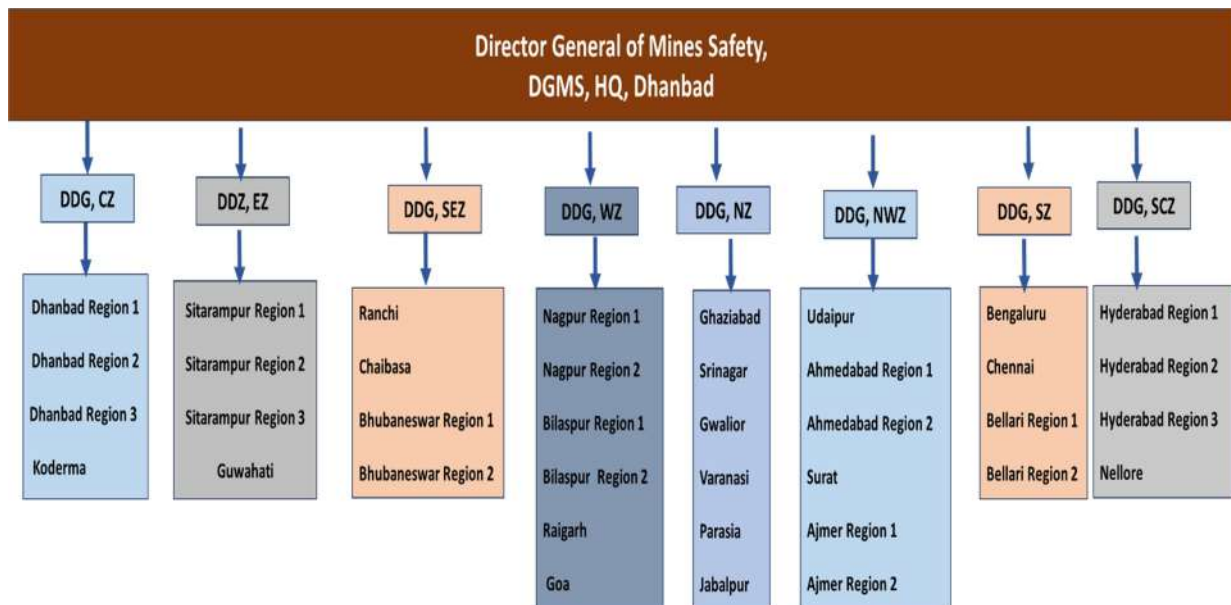 Director General of Mines Safety,
DGMS, HQ, Dhanbad
DDG, CZ
Dhanbad Region 1
Dhanbad Region 2
Dhanbad Region 3
Koderma
DDZ, EZ
Sitarampur Region 1
Sitarampur Region 2
Sitarampur Region 3
Guwahati
DDG, SEZ
Ranchi
Chaibasa
Bhubaneswar Region 1
Bhubaneswar Region 2
DDG, WZ
Nagpur Region 1
Nagpur Region 2
Bilaspur Region 1
Bilaspur Region 2
Raigarh
Goa
DDG, NZ
Ghaziabad
Srinagar
Gwalior
Varanasi
Parasia
Jabalpur
DDG, NWZ
Udaipur
Ahmedabad Region 1
Ahmedabad Region 2
Surat
Ajmer Region 1
Ajmer Region 2
DDG, SZ
Bengaluru
Chennai
Bellari Region 1
Bellari Region 2
DDG, SCZ
Hyderabad Region 1
Hyderabad Region 2
Hyderabad Region 3
Nellore